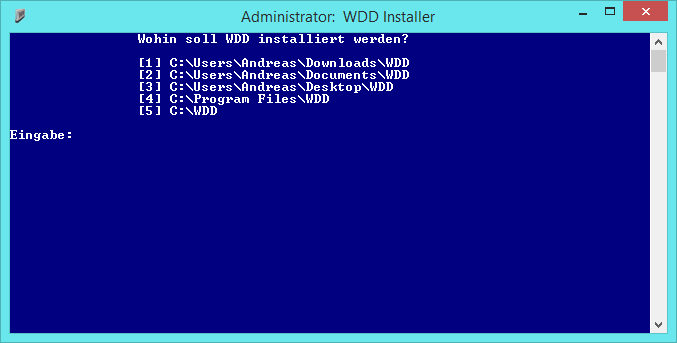 Administrator: WDD Installer
Wohin soll WDD installiert werden?
[1] C:\Users\Andreas\Downloads\WDD
[2] C:\Users\Andreas\Documents\WDD
[3] C:\Users\Andreas\Desktop\WDD
[4] C:\Program Files\WDD
[5] C:\WDD
Eingabe: